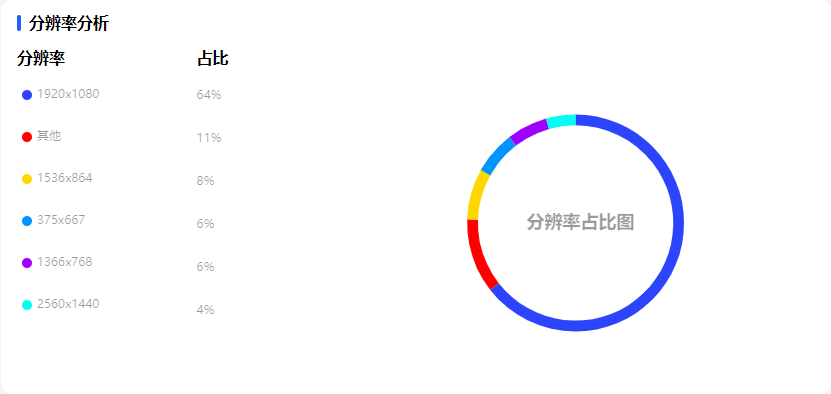 分辨率分析
分辨率 占比
1920x1080 64%
其他 11%
1536x864 8%
375x667 6%
1366x768 6%
2560x1440 4%
分辨率占比图